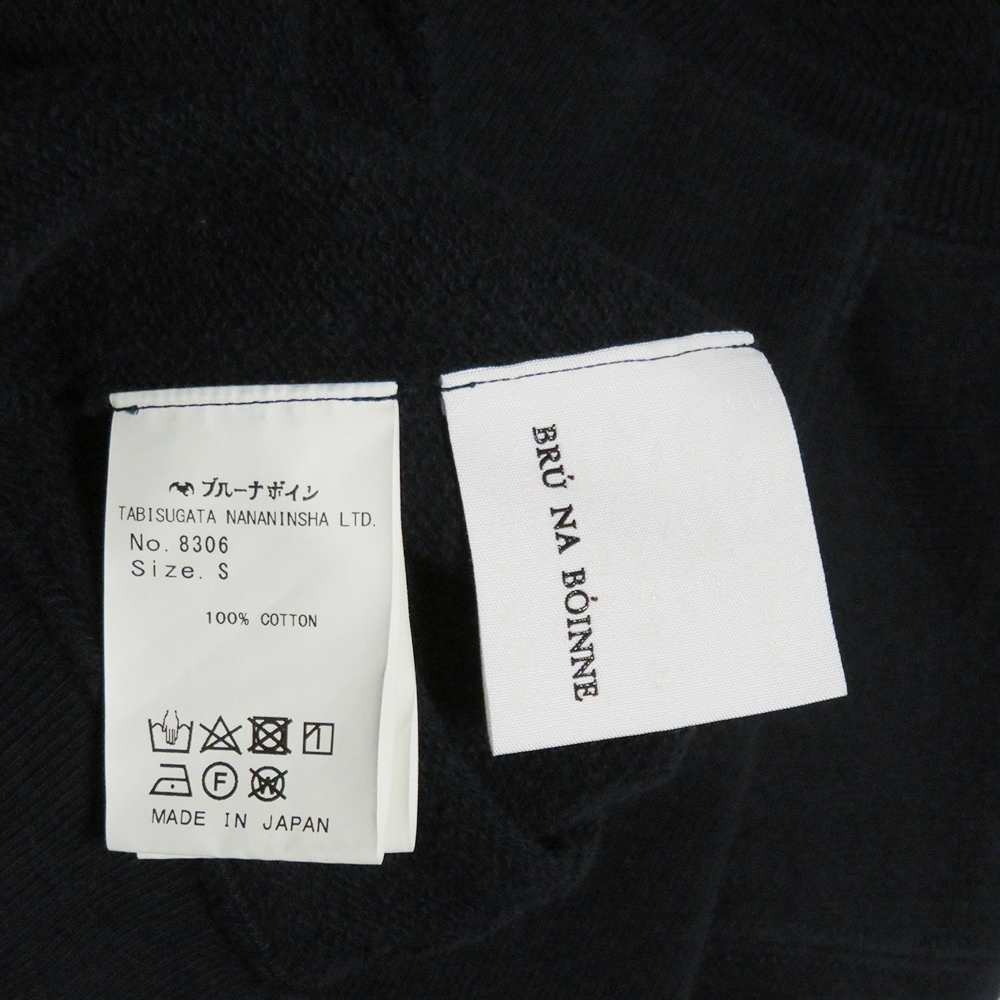 ブルーナボイン
TABISUGATA NANANINSHA LTD.
No. 8306
Size. S
100% COTTON
F
W
MADE IN JAPAN
BRÚ NA BÓINNE